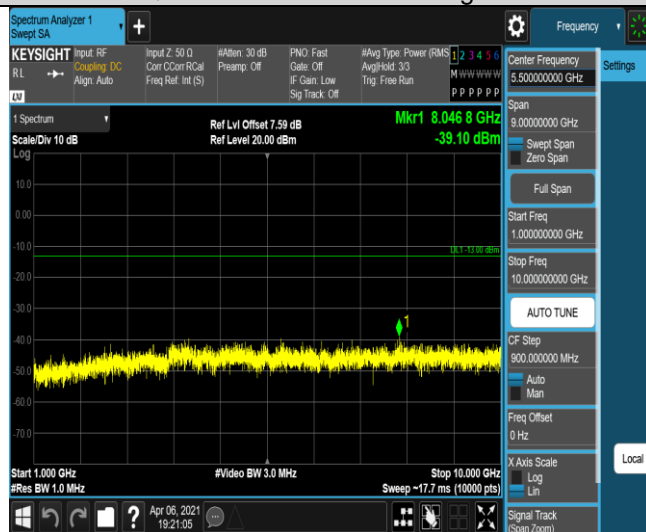 Spectrum Analyzer 1
Swept SA
+
Frequency
KEYSIGHT
RL
LXI
Input: RF
Coupling: DC
Align: Auto
Input Z: 50 Ω
Corr CCorr RCal
Freq Ref: Int (S)
#Atten: 30 dB
Preamp: Off
PNO: Fast
Gate: Off
IF Gain: Low
Sig Track: Off
#Avg Type: Power (RMS
Avg|Hold: 3/3
Trig: Free Run
1 2 3 4 5 6
M W W W W W
P P P P P P
Center Frequency
5.500000000 GHz
Settings
Span
9.00000000 GHz
Swept Span
Zero Span
Full Span
Start Freq
1.000000000 GHz
Stop Freq
10.000000000 GHz
AUTO TUNE
CF Step
900.000000 MHz
Auto
Man
Freq Offset
0 Hz
X Axis Scale
Log
Lin
Local
Signal Track
(Span Zoom)
1 Spectrum
Scale/Div 10 dB
Log
Ref Lvl Offset 7.59 dB
Ref Level 20.00 dBm
Mkr1 8.046 8 GHz
-39.10 dBm
10.0
0.00
-10.0
DL1 -13.00 dBm
-20.0
-30.0
1
-40.0
-50.0
-60.0
-70.0
Start 1.000 GHz
#Video BW 3.0 MHz
Stop 10.000 GHz
#Res BW 1.0 MHz
Sweep ~17.7 ms (10000 pts)
?
Apr 06, 2021
19:21:05